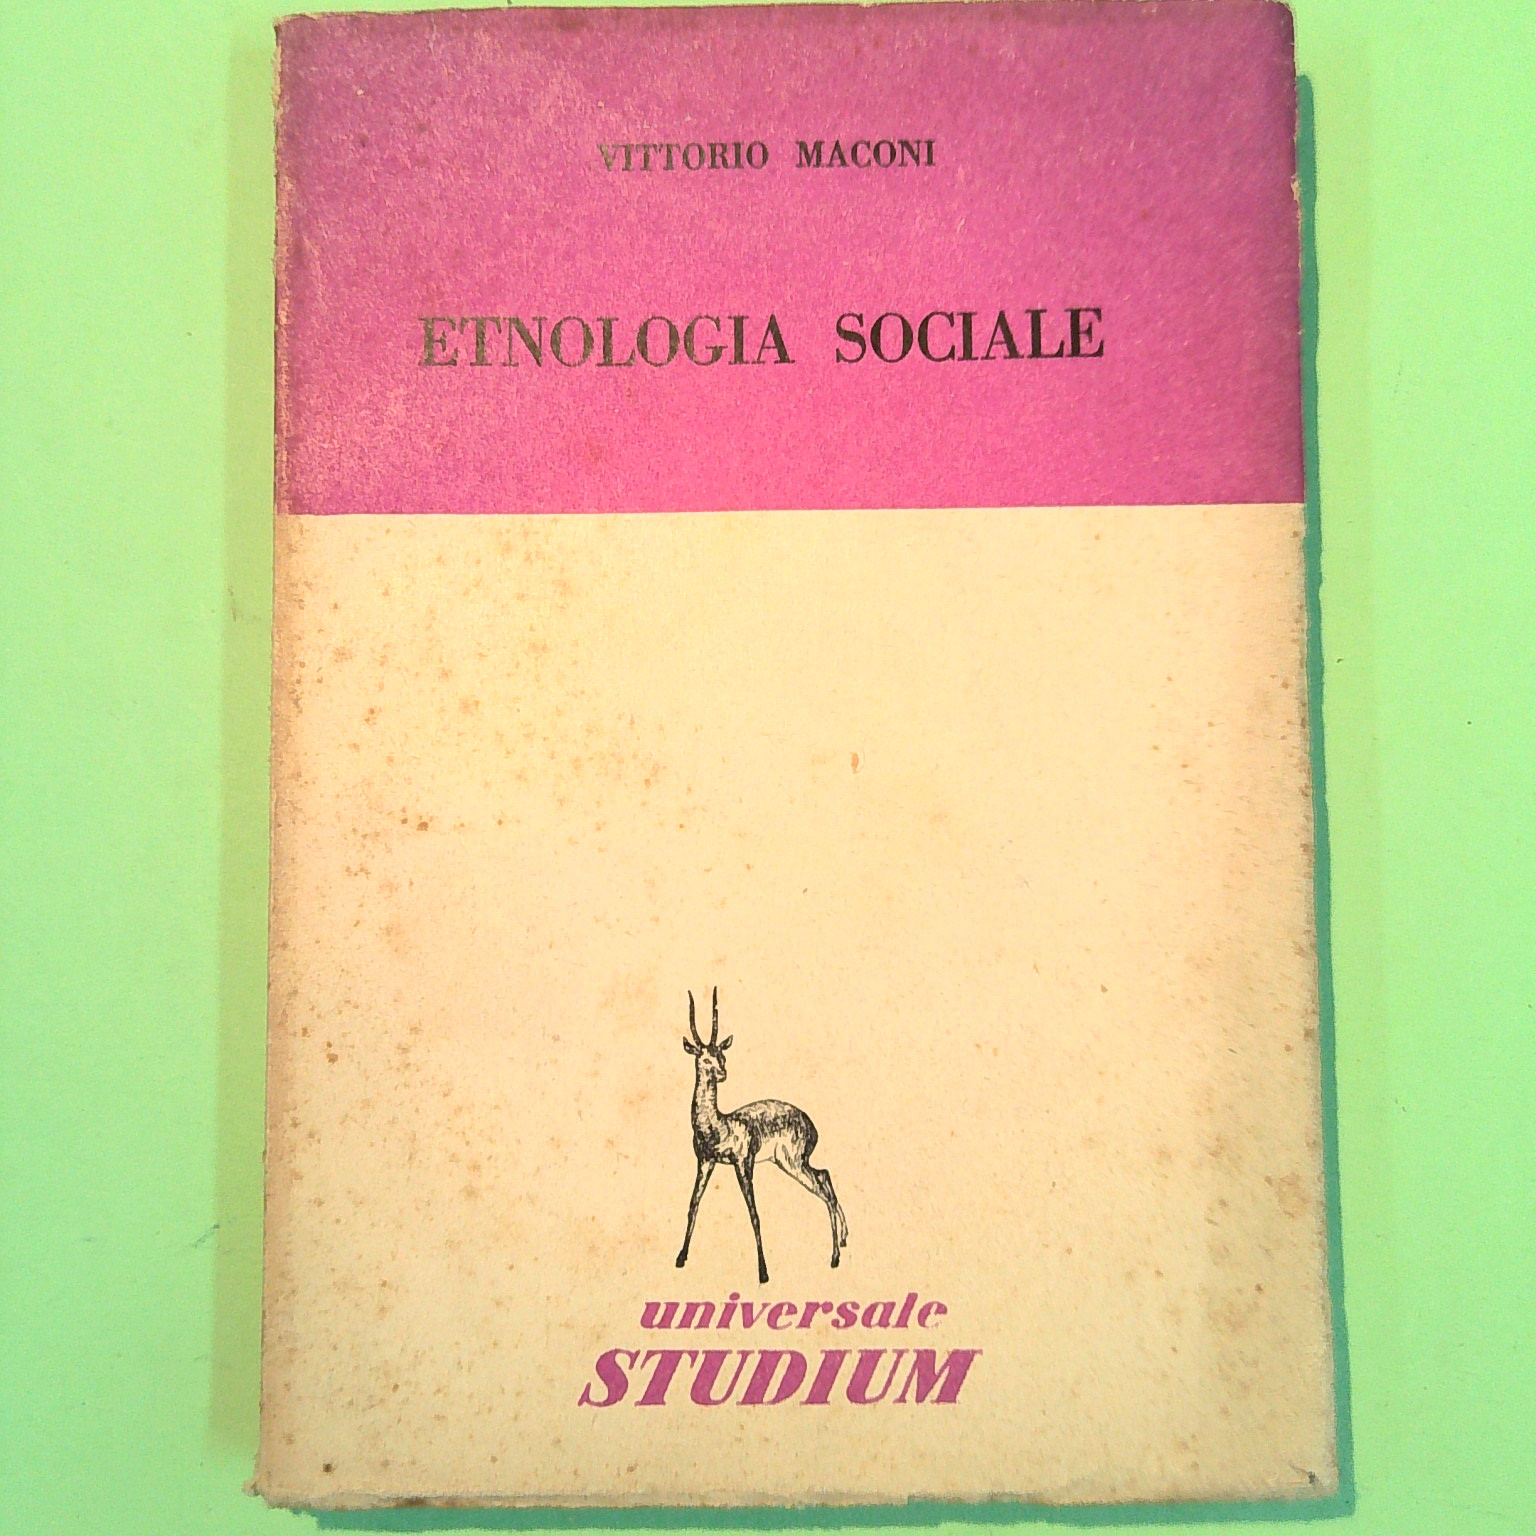 VITTORIO MACONI
ETNOLOGIA SOCIALE
universale
STUDIUM